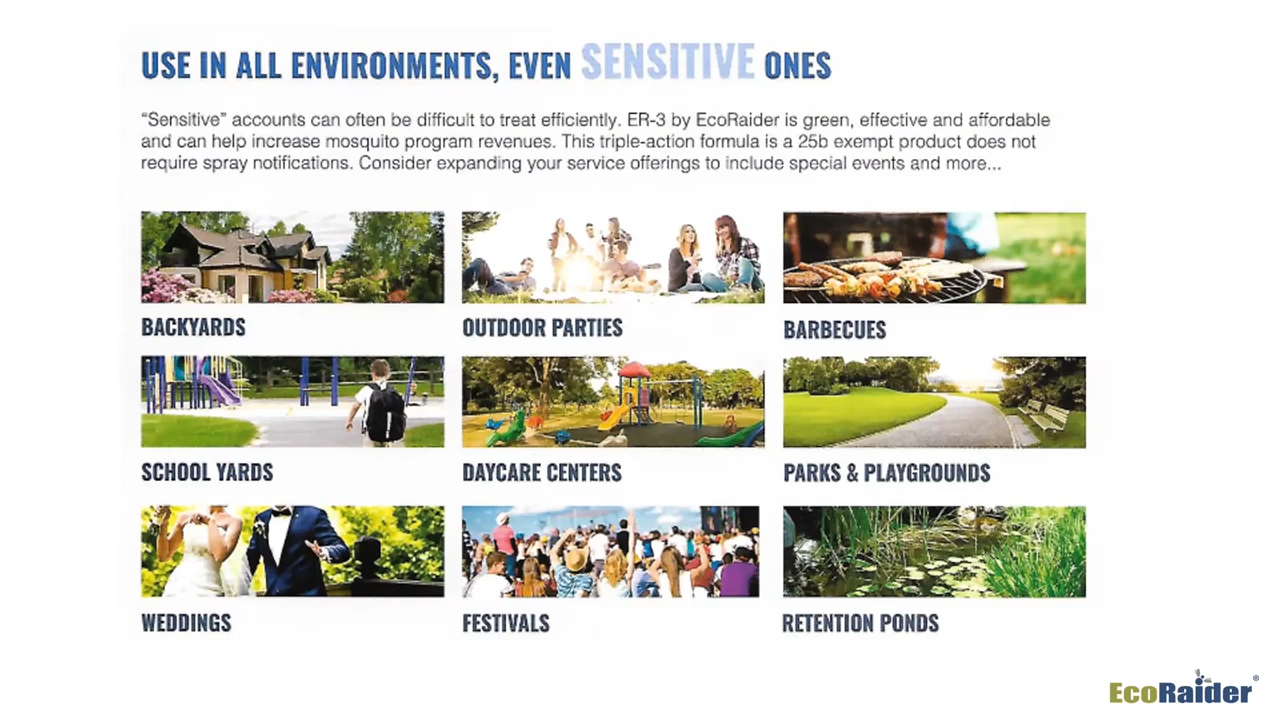 USE IN ALL ENVIRONMENTS, EVEN SENSITIVE ONES
“Sensitive” accounts can often be difficult to treat efficiently. ER-3 by EcoRaider is green, effective and affordable
and can help increase mosquito program revenues. This triple-action formula is a 25b exempt product does not
require spray notifications. Consider expanding your service offerings to include special events and more...
BACKYARDS
OUTDOOR PARTIES
BARBECUES
SCHOOL YARDS
DAYCARE CENTERS
PARKS & PLAYGROUNDS
WEDDINGS
FESTIVALS
RETENTION PONDS
EcoRaider®